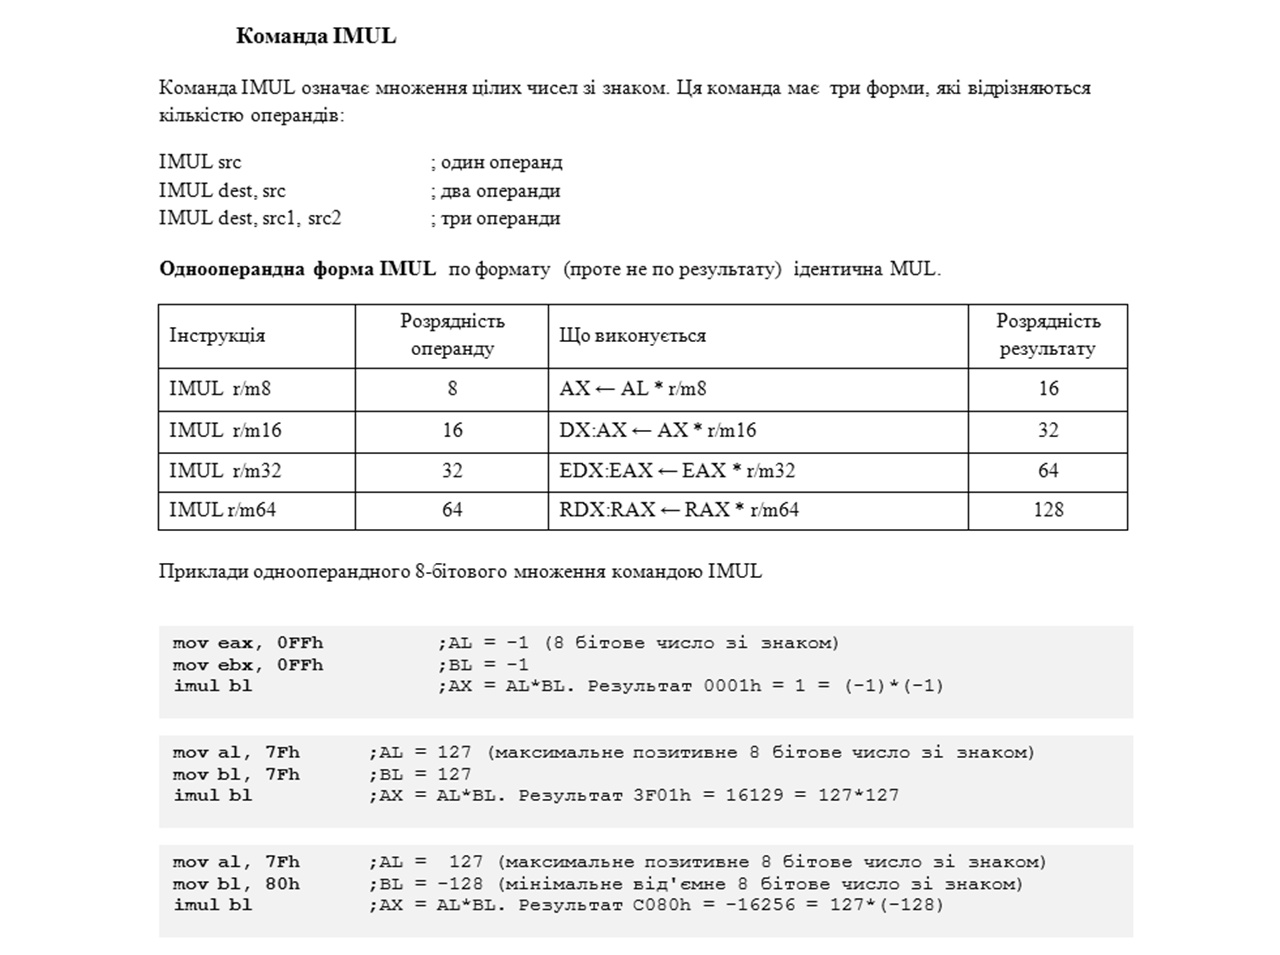 Команда IMUL
Команда IMUL означає множення цілих чисел зі знаком. Ця команда має три форми, які відрізняються
кількістю операндів:
IMUL src ; один операнд
IMUL dest, src ; два операнди
IMUL dest, src1, src2 ; три операнди
Однооперандна форма IMUL по формату (проте не по результату) ідентична MUL.
Інструкція Розрядність операнду Що виконується Розрядність результату
IMUL r/m8 8 AX ← AL * r/m8 16
IMUL r/m16 16 DX:AX ← AX * r/m16 32
IMUL r/m32 32 EDX:EAX ← EAX * r/m32 64
IMUL r/m64 64 RDX:RAX ← RAX * r/m64 128
Приклади однооперандного 8-бітового множення командою IMUL
mov eax, 0FFh ;AL = -1 (8 бітове число зі знаком)
mov ebx, 0FFh ;BL = -1
imul bl ;AX = AL*BL. Результат 0001h = 1 = (-1)*(-1)
mov al, 7Fh ;AL = 127 (максимальне позитивне 8 бітове число зі знаком)
mov bl, 7Fh ;BL = 127
imul bl ;AX = AL*BL. Результат 3F01h = 16129 = 127*127
mov al, 7Fh ;AL = 127 (максимальне позитивне 8 бітове число зі знаком)
mov bl, 80h ;BL = -128 (мінімальне від'ємне 8 бітове число зі знаком)
imul bl ;AX = AL*BL. Результат C080h = -16256 = 127*(-128)